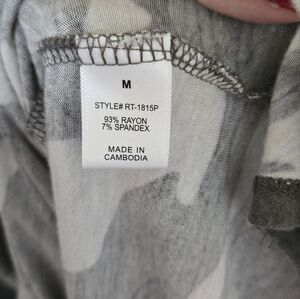 M
STYLE# RT-1815P
93% RAYON
7% SPANDEX
MADE IN
CAMBODIA